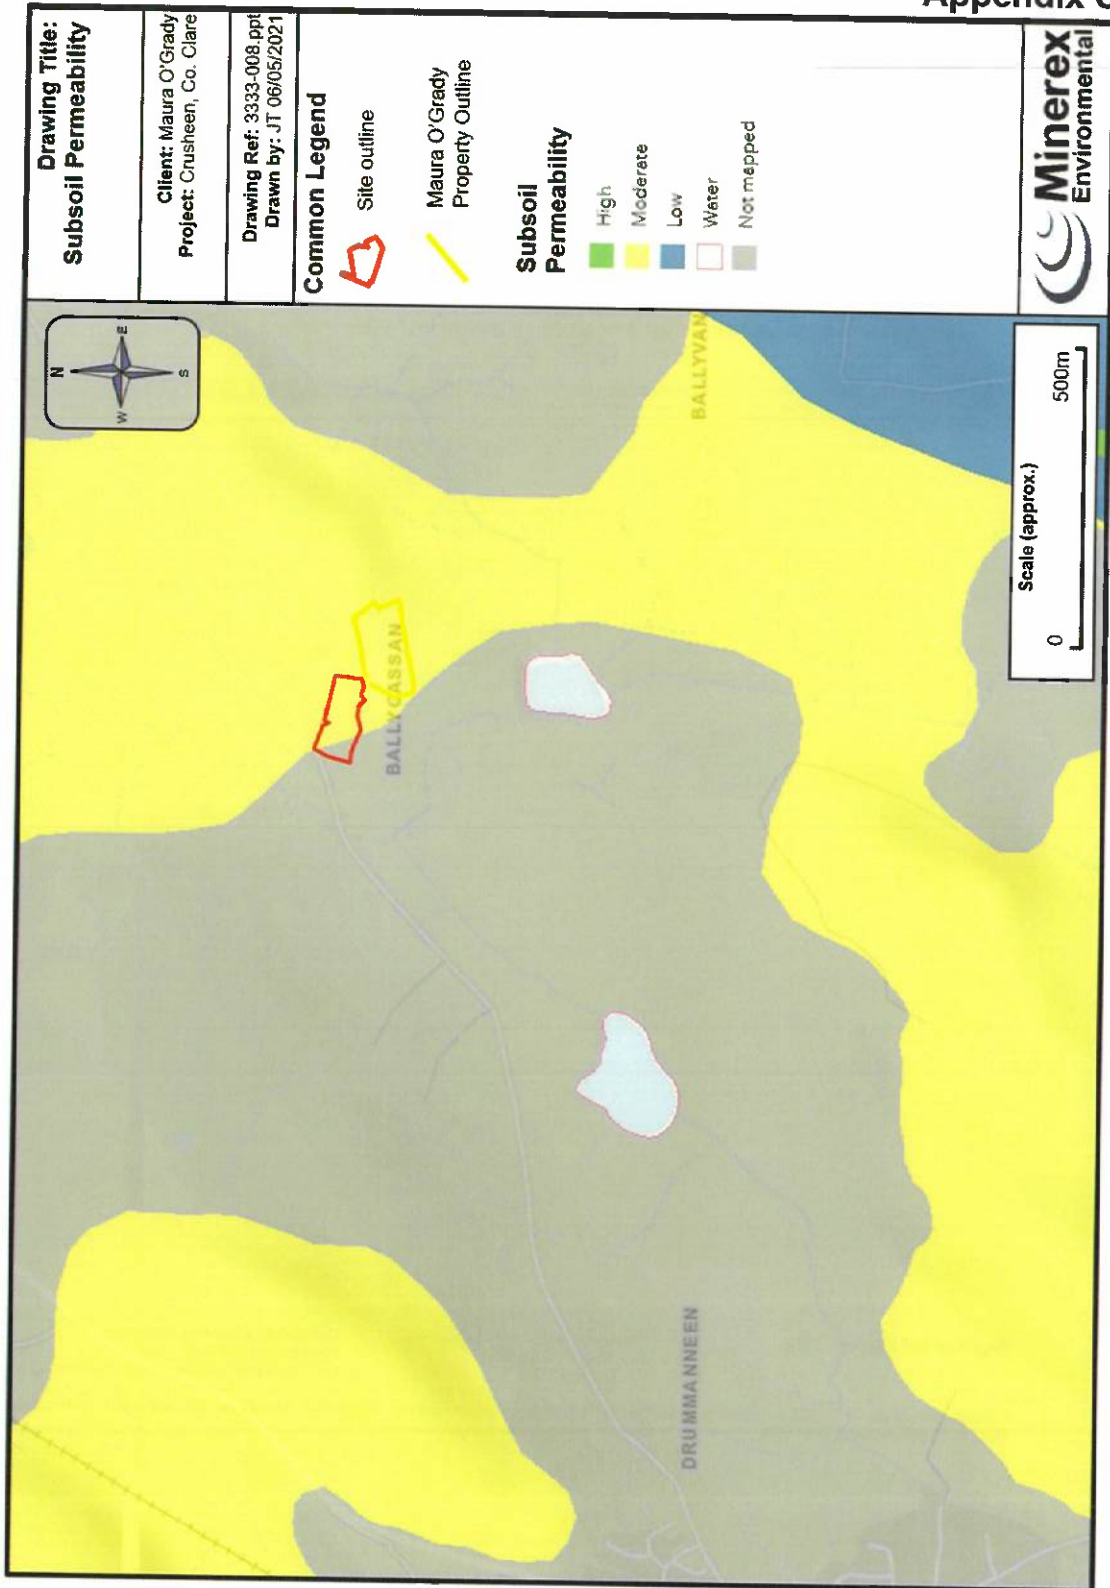 Appendix C
Drawing Title:
Subsoil Permeability
Client: Maura O'Grady
Project: Crusheen, Co. Clare
Drawing Ref: 3333-008.ppt
Drawn by: JT 06/05/2021
Common Legend
Site outline
Maura O'Grady
Property Outline
Subsoil
Permeability
High
Moderate
Low
Water
Not mapped
Minerex
Environmental
N
W
E
S
BALLYCASSAN
BALLYVAN
DRUMMANNEEN
Scale (approx.)
0
500m